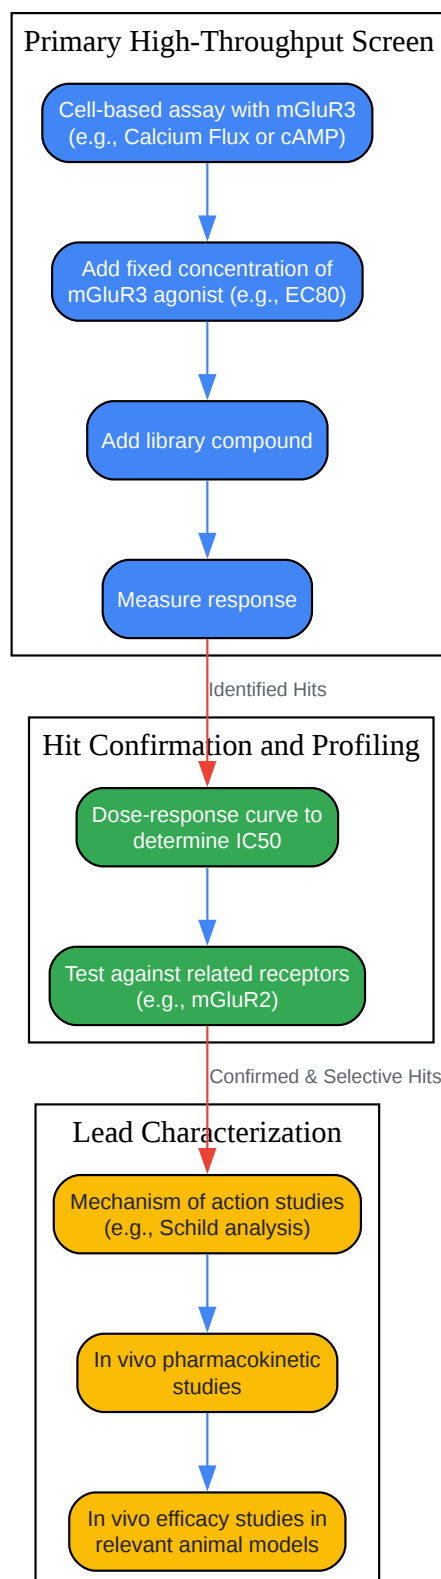 Primary High-Throughput Screen
Cell-based assay with mGluR3
(e.g., Calcium Flux or cAMP)
Add fixed concentration of
mGluR3 agonist (e.g., EC80)
Add library compound
Measure response
Identified Hits
Hit Confirmation and Profiling
Dose-response curve to
determine IC50
Test against related receptors
(e.g., mGluR2)
Confirmed & Selective Hits
Lead Characterization
Mechanism of action studies
(e.g., Schild analysis)
In vivo pharmacokinetic
studies
In vivo efficacy studies in
relevant animal models